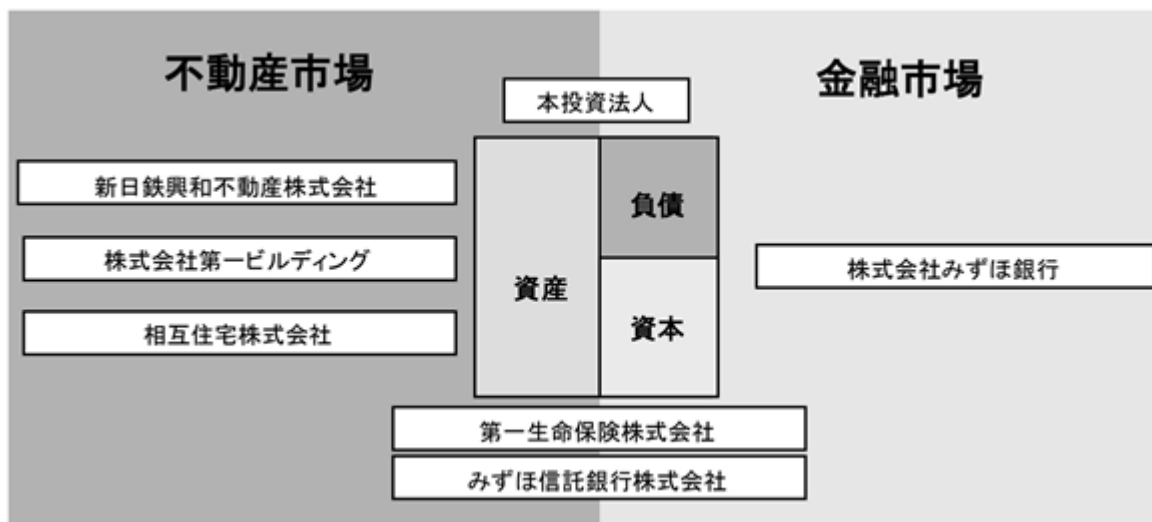 不動産市場
金融市場
本投資法人
新日鉄興和不動産株式会社
株式会社第一ビルディング
相互住宅株式会社
資産
負債
資本
株式会社みずほ銀行
第一生命保険株式会社
みずほ信託銀行株式会社